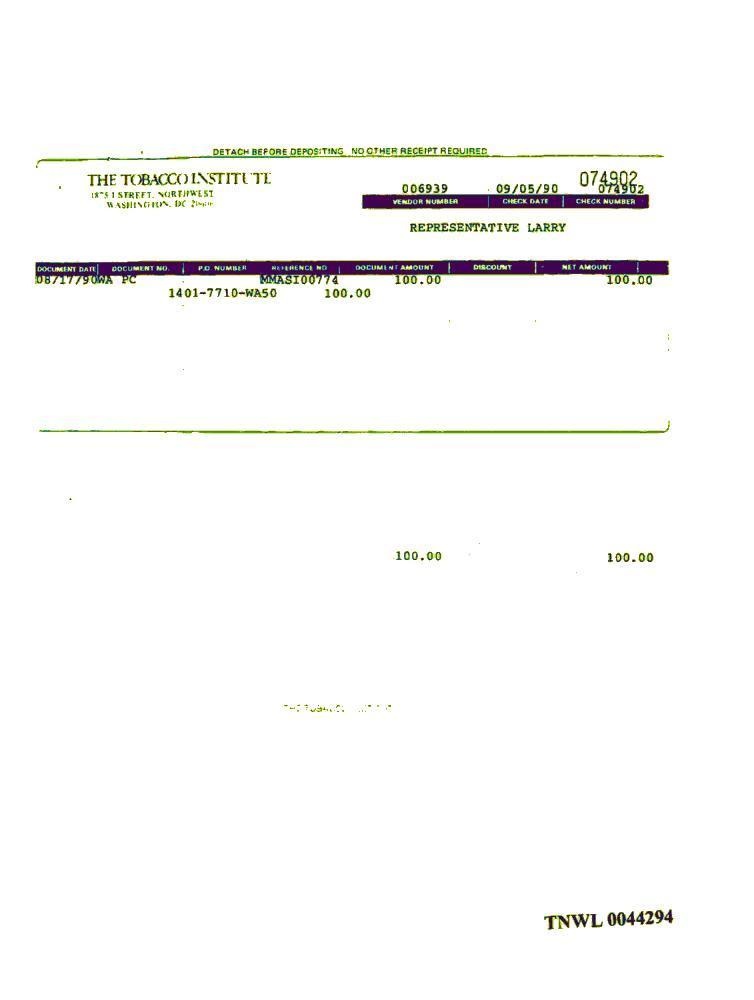 DETACH BEFORE DEPOSITING NO OTHER RECEIPT REQUIRED
THE TOBACCO INSTITUTE
1875 I STREET, NORTHWEST
WASHINGTON, DC
006939 09/05/90 074902
074902
VENDOR NUMBER CHECK DATE CHECK NUMBER
REPRESENTATIVE LARRY
DOCUMENT DATE DOCUMENT NO. P.O. NUMBER REFERENCE NO DOCUMENT AMOUNT DISCOUNT NET AMOUNT
08/17/90WA PC MMASI00774 100.00 100.00
1401-7710-WA50 100.00
100.00 100.00
TNWL 0044294